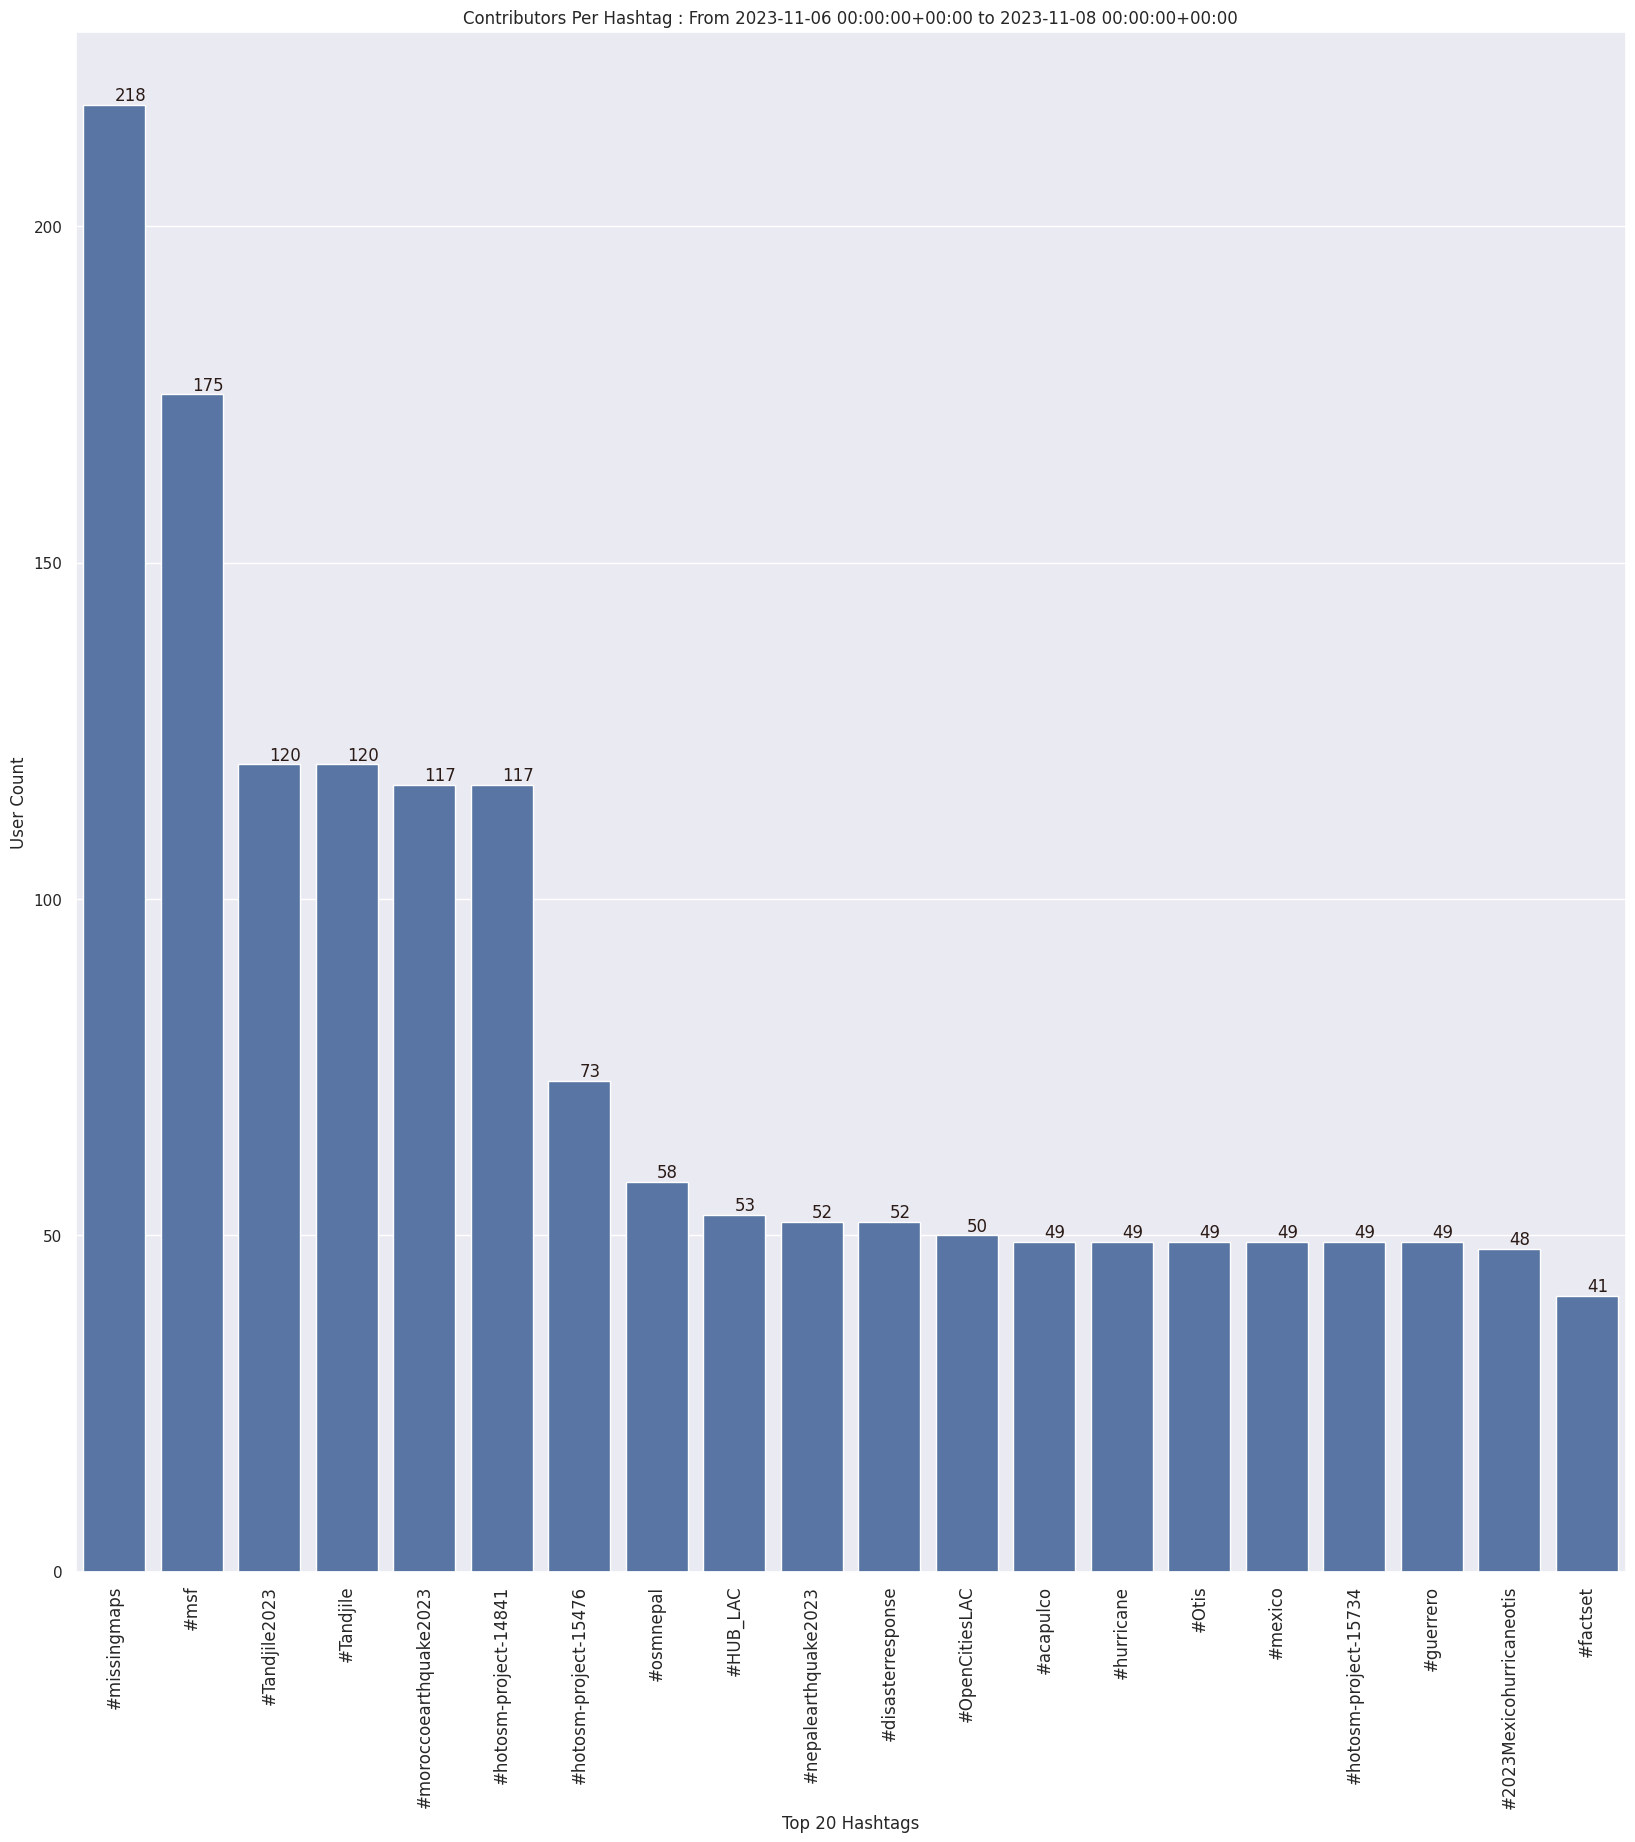 Contributors Per Hashtag : From 2023-11-06 00:00:00+00:00 to 2023-11-08 00:00:00+00:00
User Count
200
150
100
50
0
218
175
120
120
117
117
73
58
53
52
52
50
49
49
49
49
49
49
48
41
#missingmaps
#msf
#Tandjile2023
#Tandjile
#moroccoearthquake2023
#hotosm-project-14841
#hotosm-project-15476
#osmnepal
#HUB_LAC
#nepalearthquake2023
#disasterresponse
#OpenCitiesLAC
#acapulco
#hurricane
#Otis
#mexico
#hotosm-project-15734
#guerrero
#2023Mexicohurricaneotis
#factset
Top 20 Hashtags